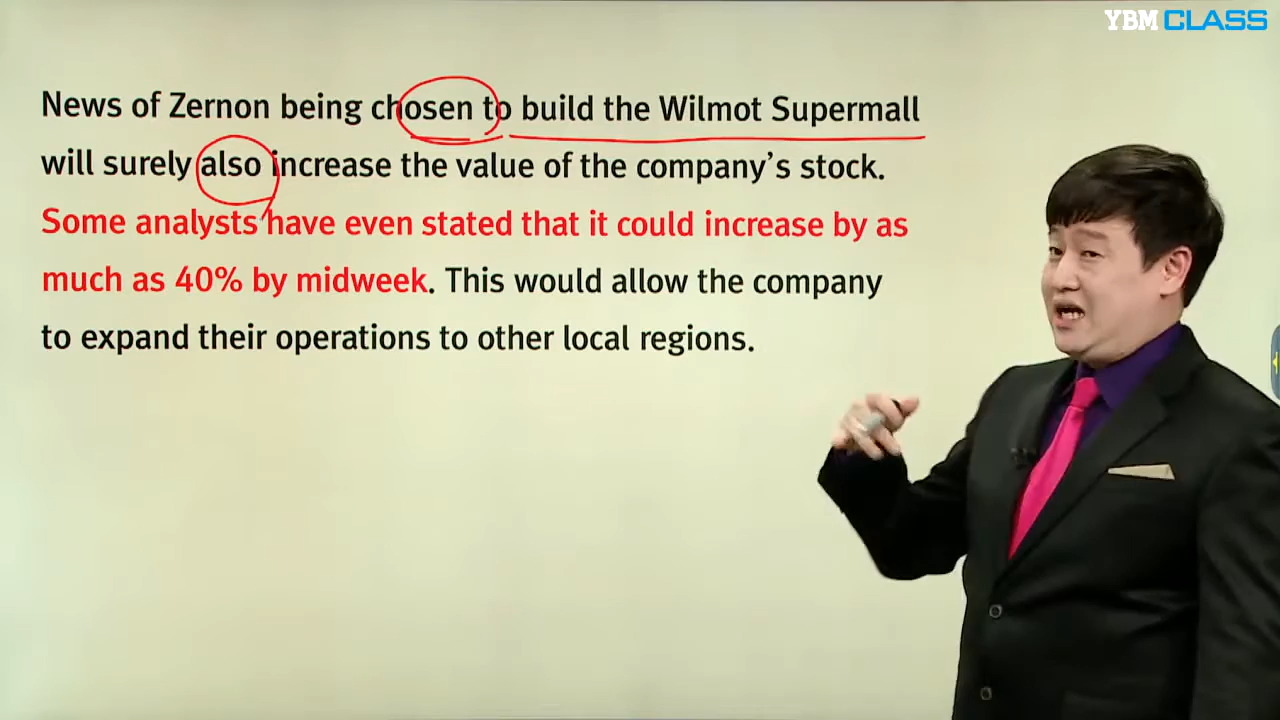 YBM CLASS
News of Zernon being chosen to build the Wilmot Supermall
will surely also increase the value of the company's stock.
Some analysts have even stated that it could increase by as
much as 40% by midweek. This would allow the company
to expand their operations to other local regions.